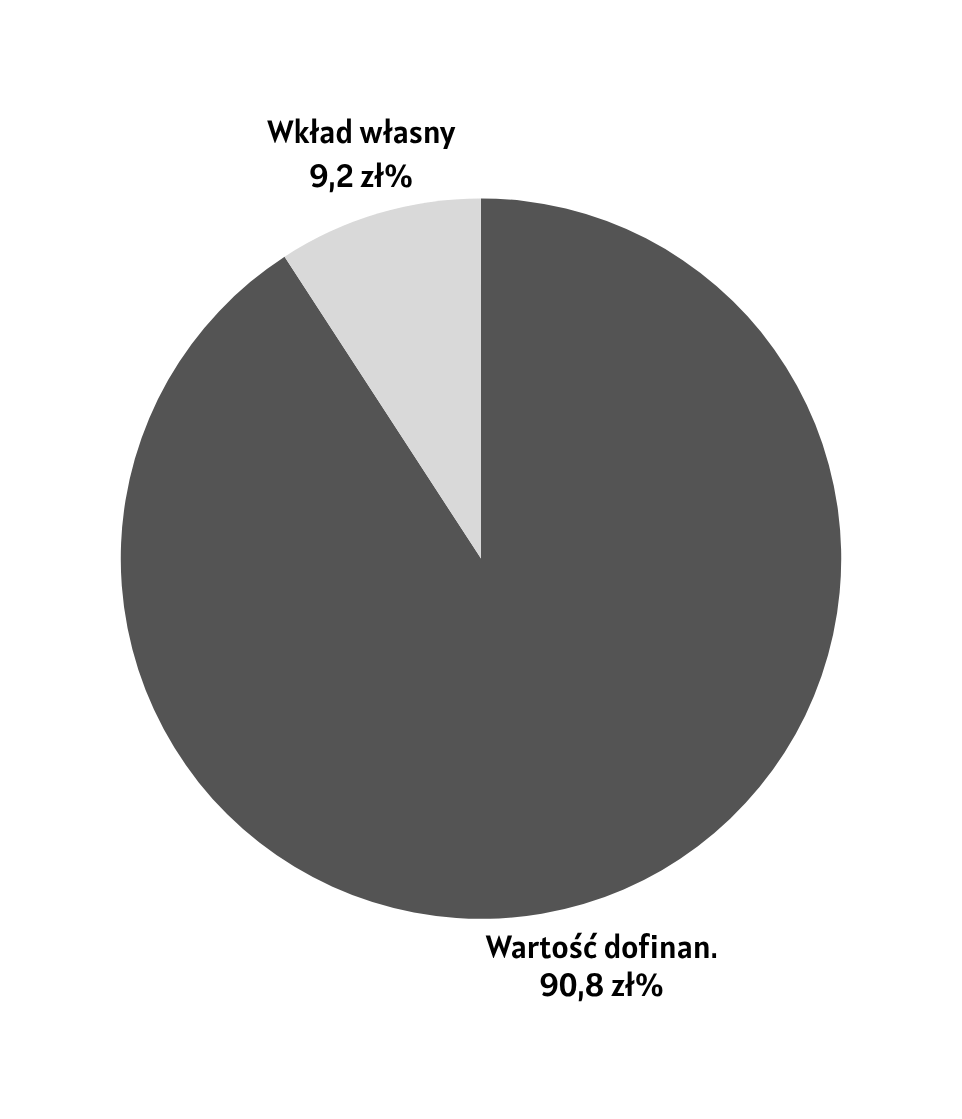 Wkład własny
9,2 zł%
Wartość dofinan.
90,8 zł%